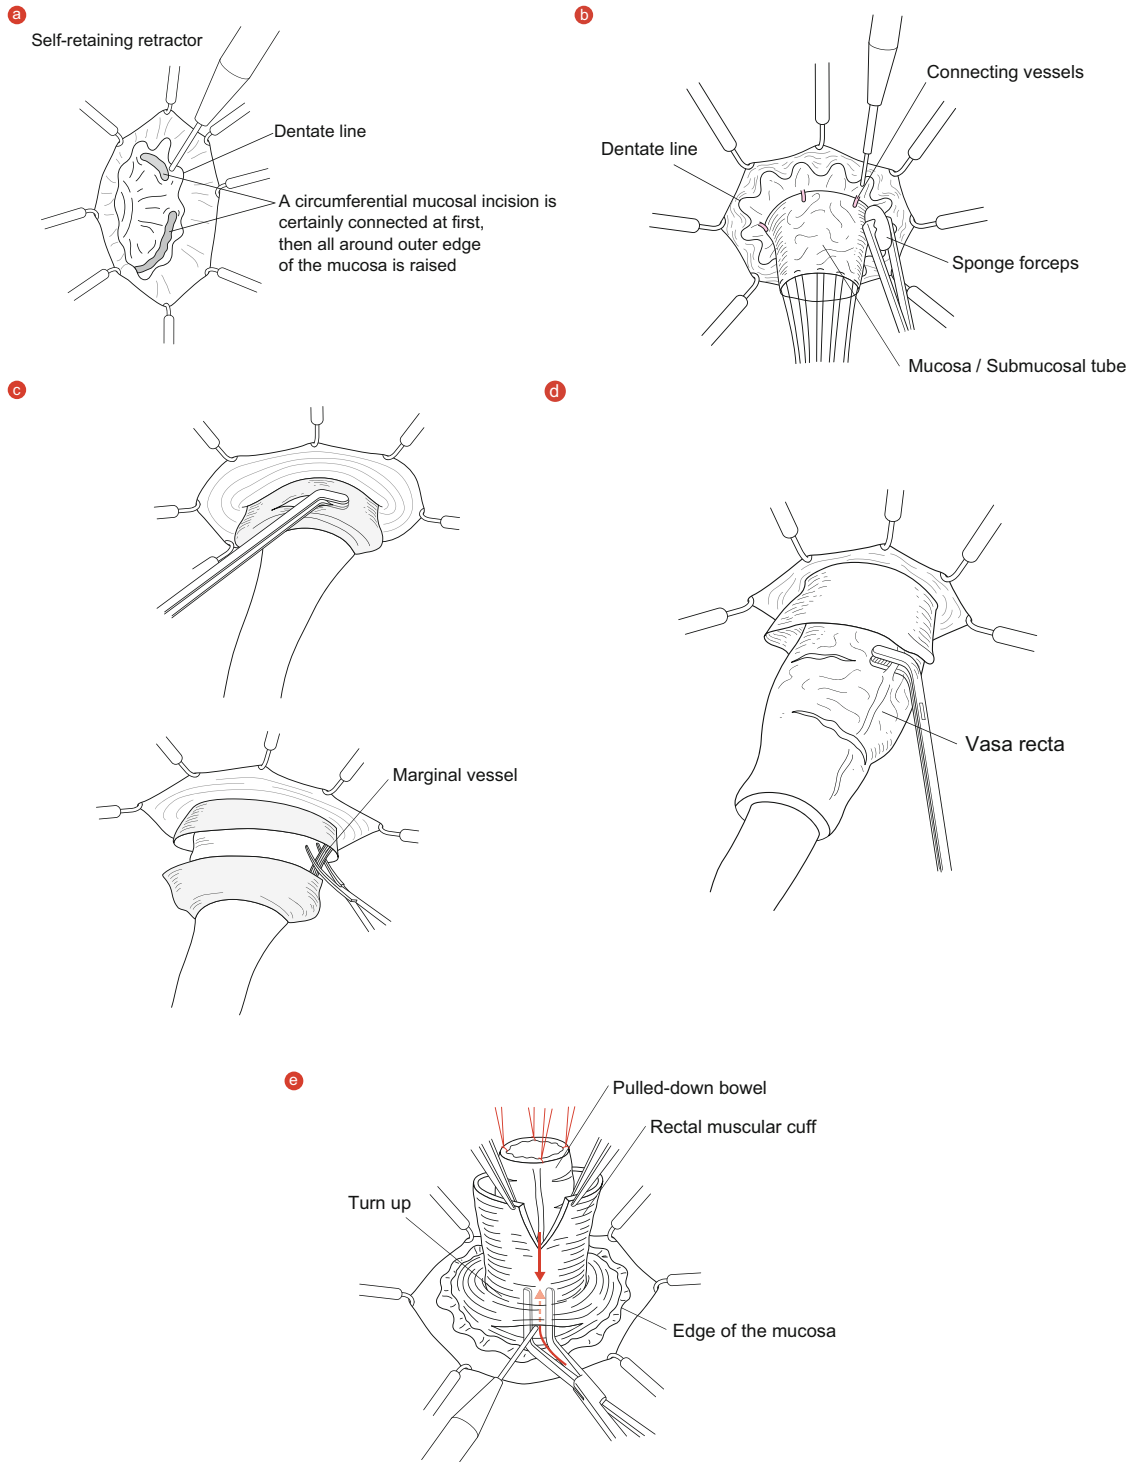 a
Self-retaining retractor
Dentate line
A circumferential mucosal incision is
certainly connected at first,
then all around outer edge
of the mucosa is raised
b
Connecting vessels
Dentate line
Sponge forceps
Mucosa / Submucosal tube
c
Marginal vessel
d
Vasa recta
e
Pulled-down bowel
Rectal muscular cuff
Turn up
Edge of the mucosa